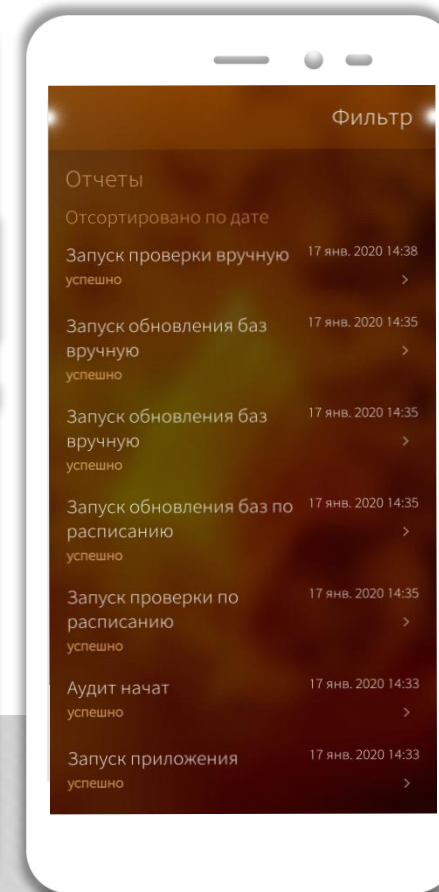 Фильтр
Отчеты
Отсортировано по дате
Запуск проверки вручную 17 янв. 2020 14:38
успешно
Запуск обновления баз 17 янв. 2020 14:35
вручную
успешно
Запуск обновления баз 17 янв. 2020 14:35
вручную
успешно
Запуск обновления баз по 17 янв. 2020 14:35
расписанию
успешно
Запуск проверки по 17 янв. 2020 14:35
расписанию
успешно
Аудит начат 17 янв. 2020 14:33
успешно
Запуск приложения 17 янв. 2020 14:33
успешно